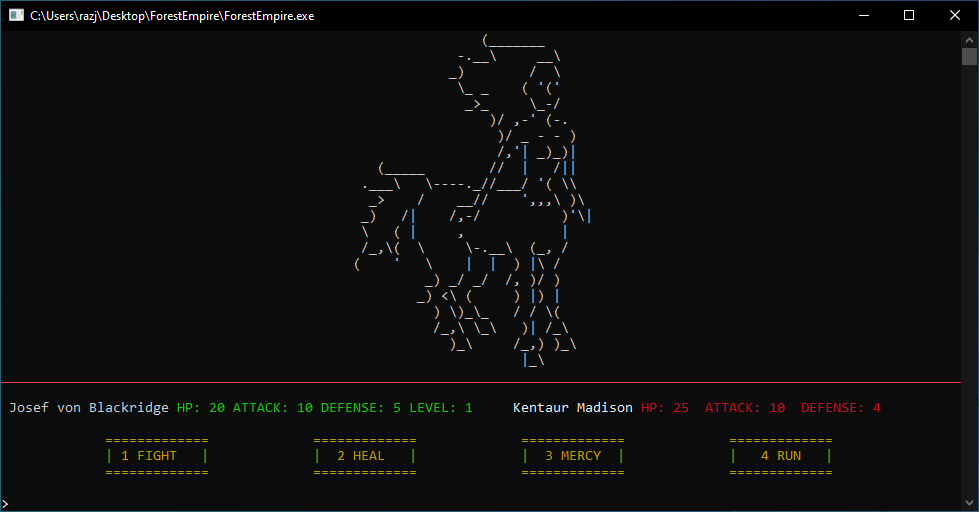 C:\Users\razj\Desktop\ForestEmpire\ForestEmpire.exe
Josef von Blackridge HP: 20 ATTACK: 10 DEFENSE: 5 LEVEL: 1 Kentaur Madison HP: 25 ATTACK: 10 DEFENSE: 4
1 FIGHT 2 HEAL 3 MERCY 4 RUN
>